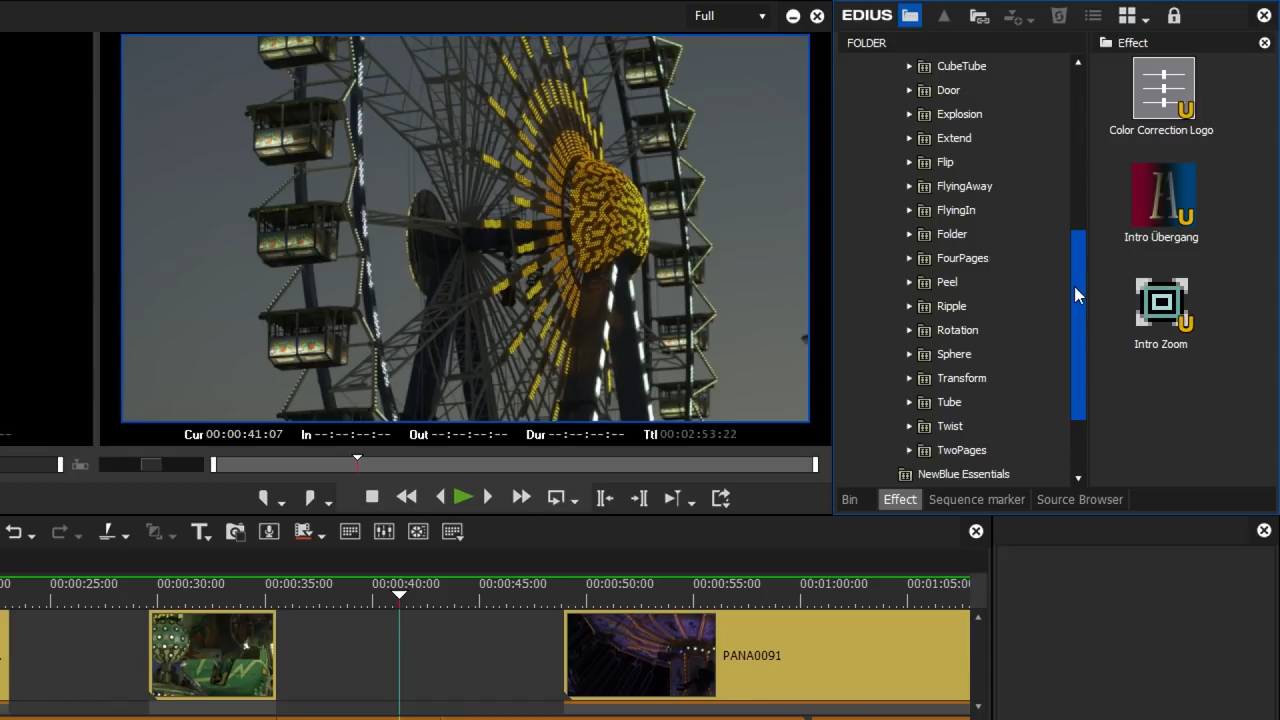 Full
EDIUS
FOLDER
Effect
CubeTube
Door
Explosion
Extend
Flip
FlyingAway
FlyingIn
Folder
FourPages
Peel
Ripple
Rotation
Sphere
Transform
Tube
Twist
TwoPages
NewBlue Essentials
Color Correction Logo
Intro Übergang
Intro Zoom
Cur 00:00:41:07 In --:--:--:-- Out --:--:--:-- Dur --:--:--:-- Ttl 00:02:53:22
Bin Effect Sequence marker Source Browser
00:00:25:00 00:00:30:00 00:00:35:00 00:00:40:00 00:00:45:00 00:00:50:00 00:00:55:00 00:01:00:00 00:01:05:0
PANA0091